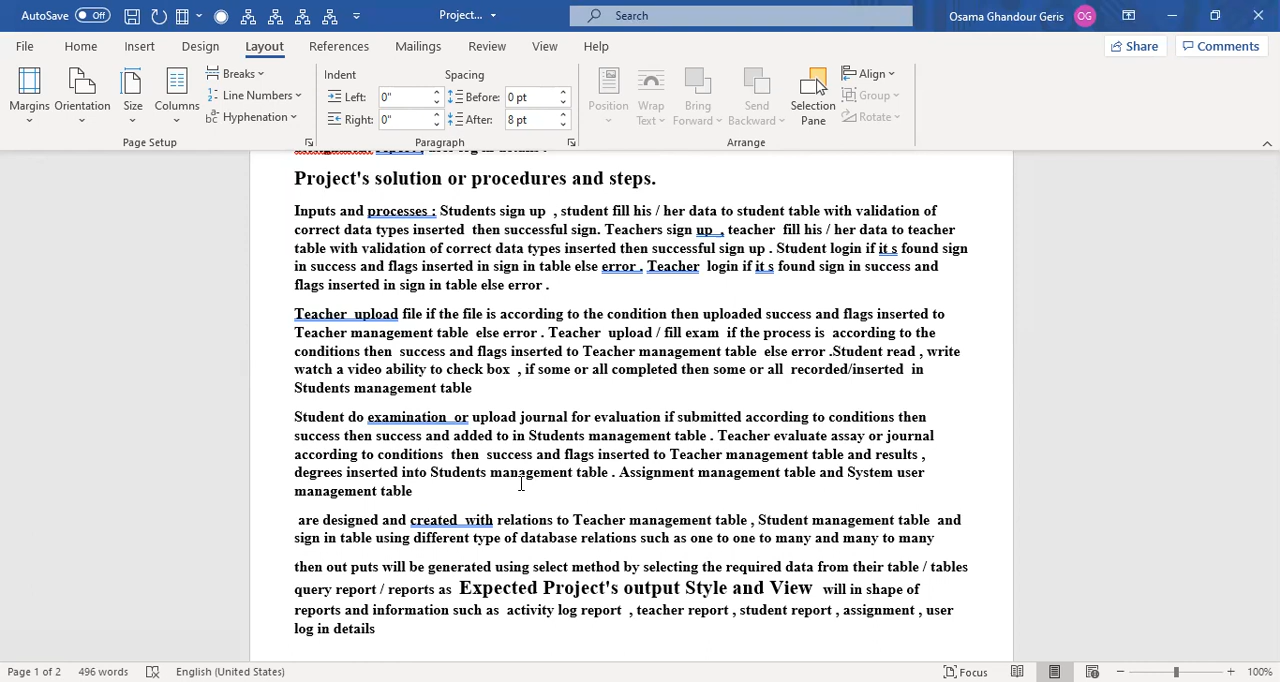 AutoSave Off Project... Search Osama Ghandour Geris OG
File Home Insert Design Layout References Mailings Review View Help Share Comments
Margins Orientation Size Columns Breaks Line Numbers Hyphenation
Page Setup
Indent Spacing
Left: 0" Before: 0 pt
Right: 0" After: 8 pt
Paragraph
Position Wrap Text Bring Forward Send Backward Selection Pane Align Group Rotate
Arrange
Project's solution or procedures and steps.
Inputs and processes : Students sign up , student fill his / her data to student table with validation of
correct data types inserted then successful sign. Teachers sign up , teacher fill his / her data to teacher
table with validation of correct data types inserted then successful sign up . Student login if it s found sign
in success and flags inserted in sign in table else error . Teacher login if it s found sign in success and
flags inserted in sign in table else error .
Teacher upload file if the file is according to the condition then uploaded success and flags inserted to
Teacher management table else error . Teacher upload / fill exam if the process is according to the
conditions then success and flags inserted to Teacher management table else error .Student read , write
watch a video ability to check box , if some or all completed then some or all recorded/inserted in
Students management table
Student do examination or upload journal for evaluation if submitted according to conditions then
success then success and added to in Students management table . Teacher evaluate assay or journal
according to conditions then success and flags inserted to Teacher management table and results ,
degrees inserted into Students management table . Assignment management table and System user
management table
are designed and created with relations to Teacher management table , Student management table and
sign in table using different type of database relations such as one to one to many and many to many
then out puts will be generated using select method by selecting the required data from their table / tables
query report / reports as Expected Project's output Style and View will in shape of
reports and information such as activity log report , teacher report , student report , assignment , user
log in details
Page 1 of 2 496 words English (United States) Focus 100%